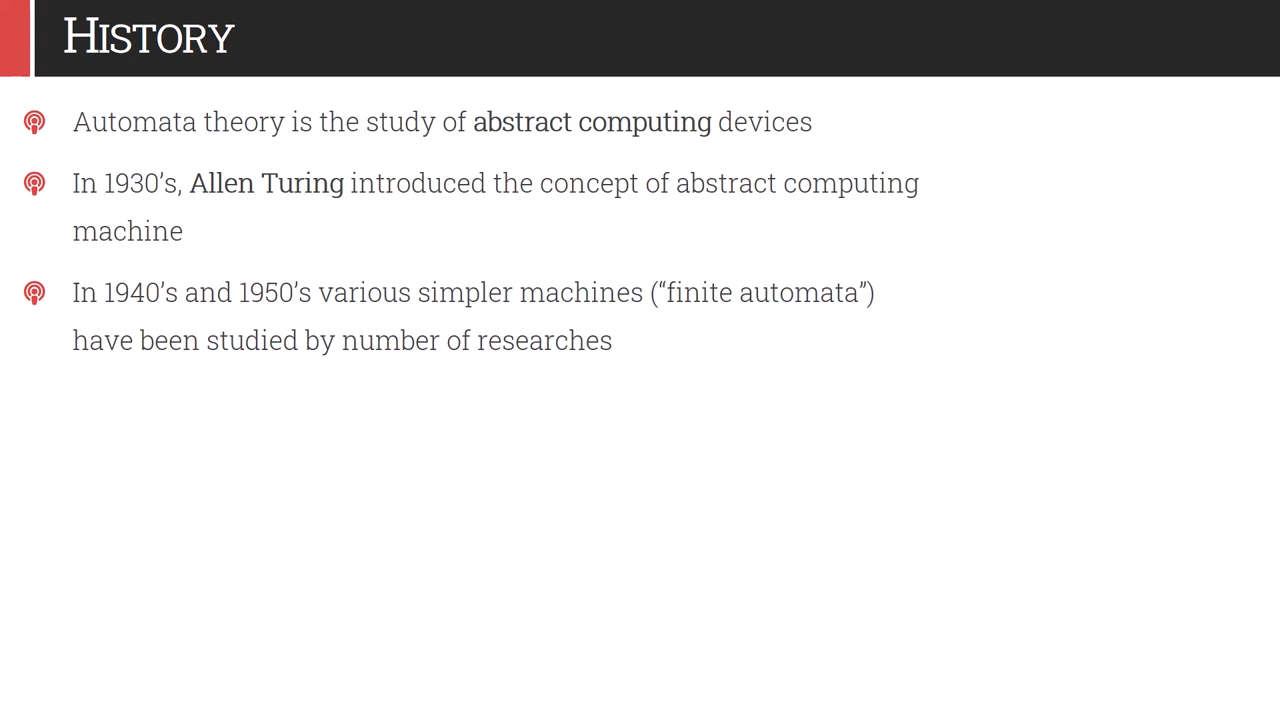 HISTORY
Automata theory is the study of abstract computing devices
In 1930’s, Allen Turing introduced the concept of abstract computing
machine
In 1940’s and 1950’s various simpler machines (“finite automata”)
have been studied by number of researches